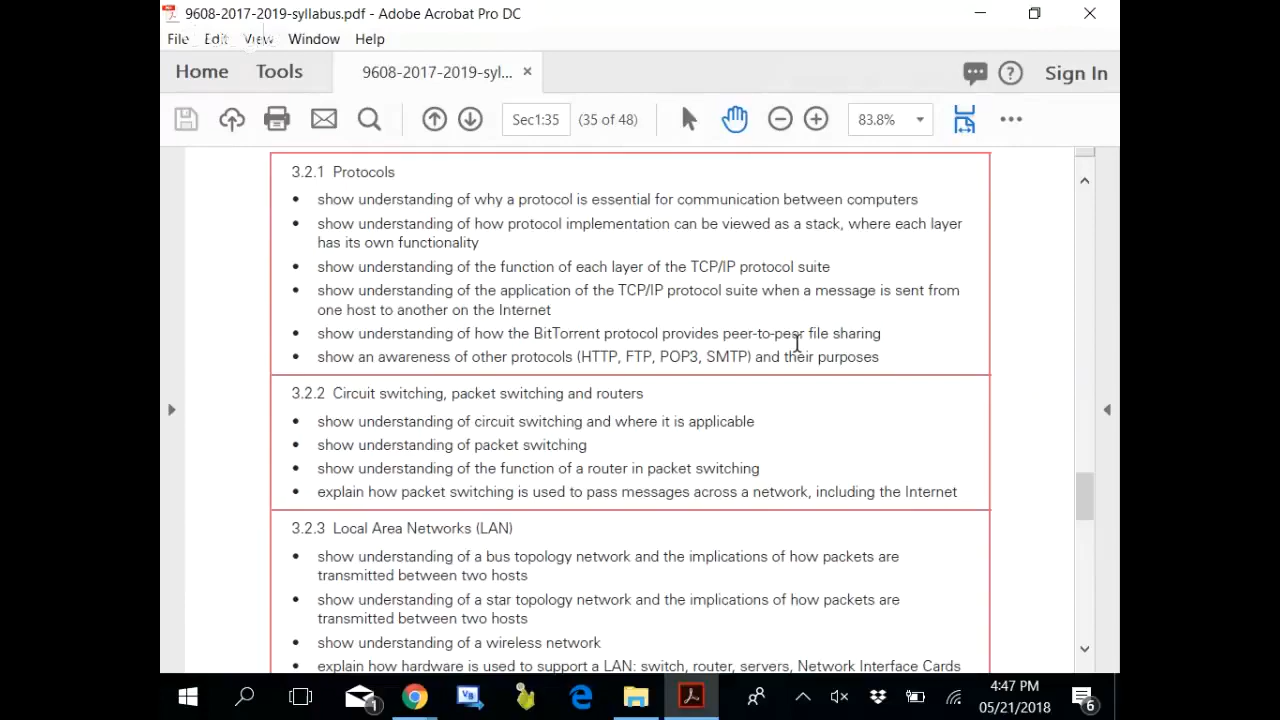 9608-2017-2019-syllabus.pdf - Adobe Acrobat Pro DC
File Edit View Window Help
Home Tools 9608-2017-2019-syl... × Sign In
Sec1:35 (35 of 48) 83.8%
3.2.1 Protocols
• show understanding of why a protocol is essential for communication between computers
• show understanding of how protocol implementation can be viewed as a stack, where each layer
has its own functionality
• show understanding of the function of each layer of the TCP/IP protocol suite
• show understanding of the application of the TCP/IP protocol suite when a message is sent from
one host to another on the Internet
• show understanding of how the BitTorrent protocol provides peer-to-peer file sharing
• show an awareness of other protocols (HTTP, FTP, POP3, SMTP) and their purposes
3.2.2 Circuit switching, packet switching and routers
• show understanding of circuit switching and where it is applicable
• show understanding of packet switching
• show understanding of the function of a router in packet switching
• explain how packet switching is used to pass messages across a network, including the Internet
3.2.3 Local Area Networks (LAN)
• show understanding of a bus topology network and the implications of how packets are
transmitted between two hosts
• show understanding of a star topology network and the implications of how packets are
transmitted between two hosts
• show understanding of a wireless network
• explain how hardware is used to support a LAN: switch, router, servers, Network Interface Cards
1 VB 4:47 PM
05/21/2018 6